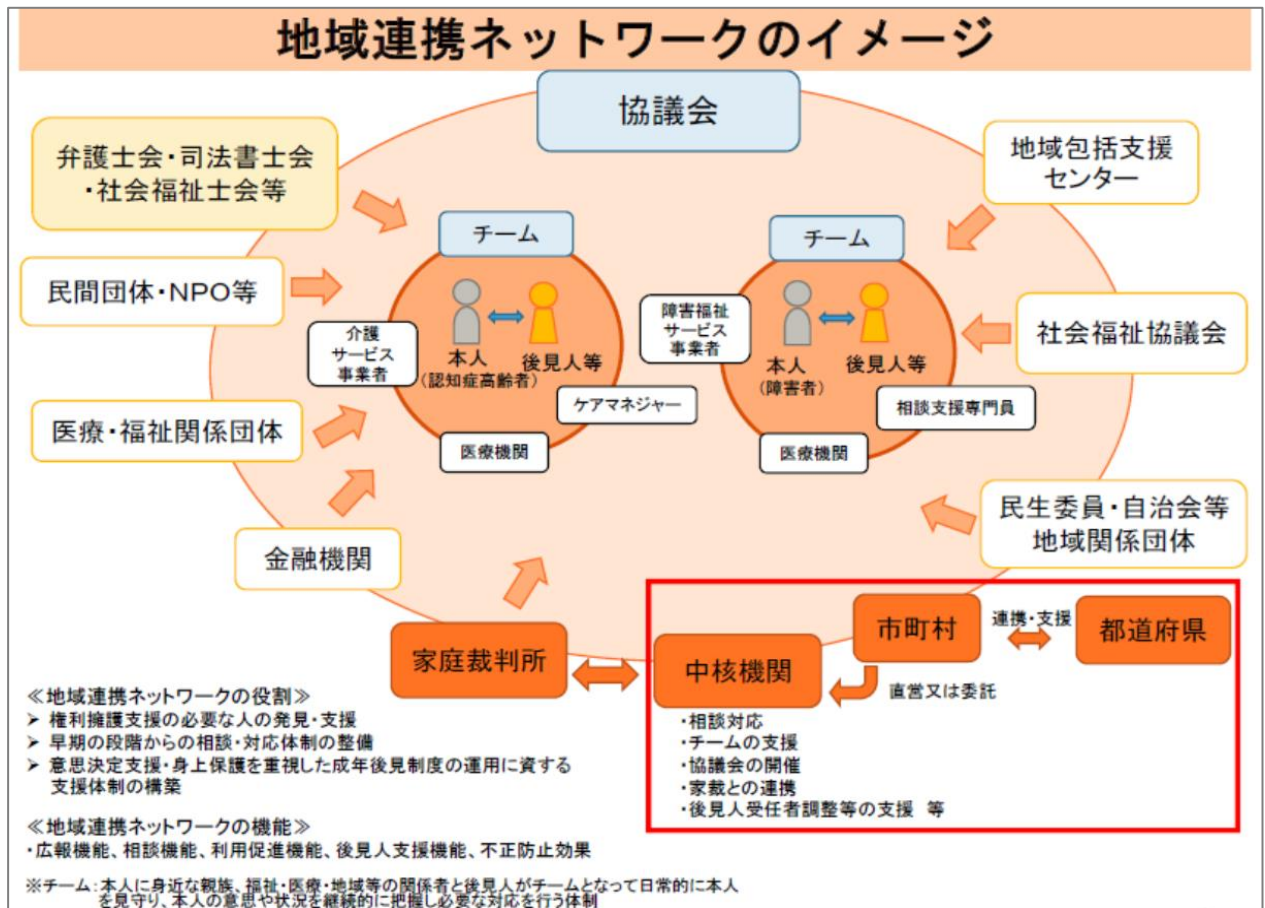 地域連携ネットワークのイメージ
協議会
弁護士会・司法書士会
・社会福祉士会等
地域包括支援
センター
チーム
チーム
民間団体・NPO等
介護
サービス
事業者
本人
(認知症高齢者)
後見人等
ケアマネジャー
医療機関
障害福祉
サービス
事業者
本人
(障害者)
後見人等
相談支援専門員
医療機関
社会福祉協議会
医療・福祉関係団体
民生委員・自治会等
地域関係団体
金融機関
家庭裁判所
中核機関
市町村
連携・支援
都道府県
直営又は委託
・相談対応
・チームの支援
・協議会の開催
・家裁との連携
・後見人受任者調整等の支援 等
≪地域連携ネットワークの役割≫
➢ 権利擁護支援の必要な人の発見・支援
➢ 早期の段階からの相談・対応体制の整備
➢ 意思決定支援・身上保護を重視した成年後見制度の運用に資する
支援体制の構築
≪地域連携ネットワークの機能≫
・広報機能、相談機能、利用促進機能、後見人支援機能、不正防止効果
※チーム：本人に身近な親族、福祉・医療・地域等の関係者と後見人がチームとなって日常的に本人
を見守り、本人の意思や状況を継続的に把握し必要な対応を行う体制